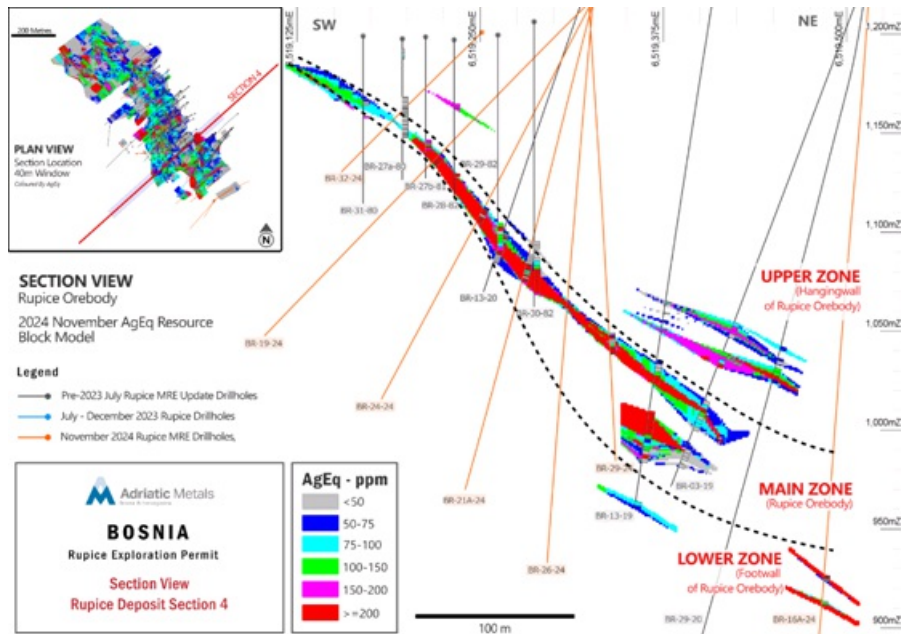 200 Metres
SECTION 4
PLAN VIEW
Section Location
40m Window
Coloured By AgEq
N
SW
NE
6,519,125mE
6,519,250mE
6,519,375mE
6,519,500mE
1,200mZ
1,150mZ
1,100mZ
1,050mZ
1,000mZ
950mZ
900mZ
BR-27a-80
BR-29-82
BR-32-24
BR-27b-81
BR-31-80
BR-28-82
BR-13-20
BR-30-82
BR-19-24
BR-24-24
BR-21A-24
BR-03-19
BR-13-19
BR-26-24
BR-29-20
BR-16A-24
UPPER ZONE
(Hangingwall
of Rupice Orebody)
MAIN ZONE
(Rupice Orebody)
LOWER ZONE
(Footwall
of Rupice Orebody)
SECTION VIEW
Rupice Orebody
2024 November AgEq Resource
Block Model
Legend
Pre-2023 July Rupice MRE Update Drillholes
July - December 2023 Rupice Drillholes
November 2024 Rupice MRE Drillholes,
Adriatic Metals
BOSNIA
Rupice Exploration Permit
Section View
Rupice Deposit Section 4
AgEq - ppm
<50
50-75
75-100
100-150
150-200
>=200
100 m